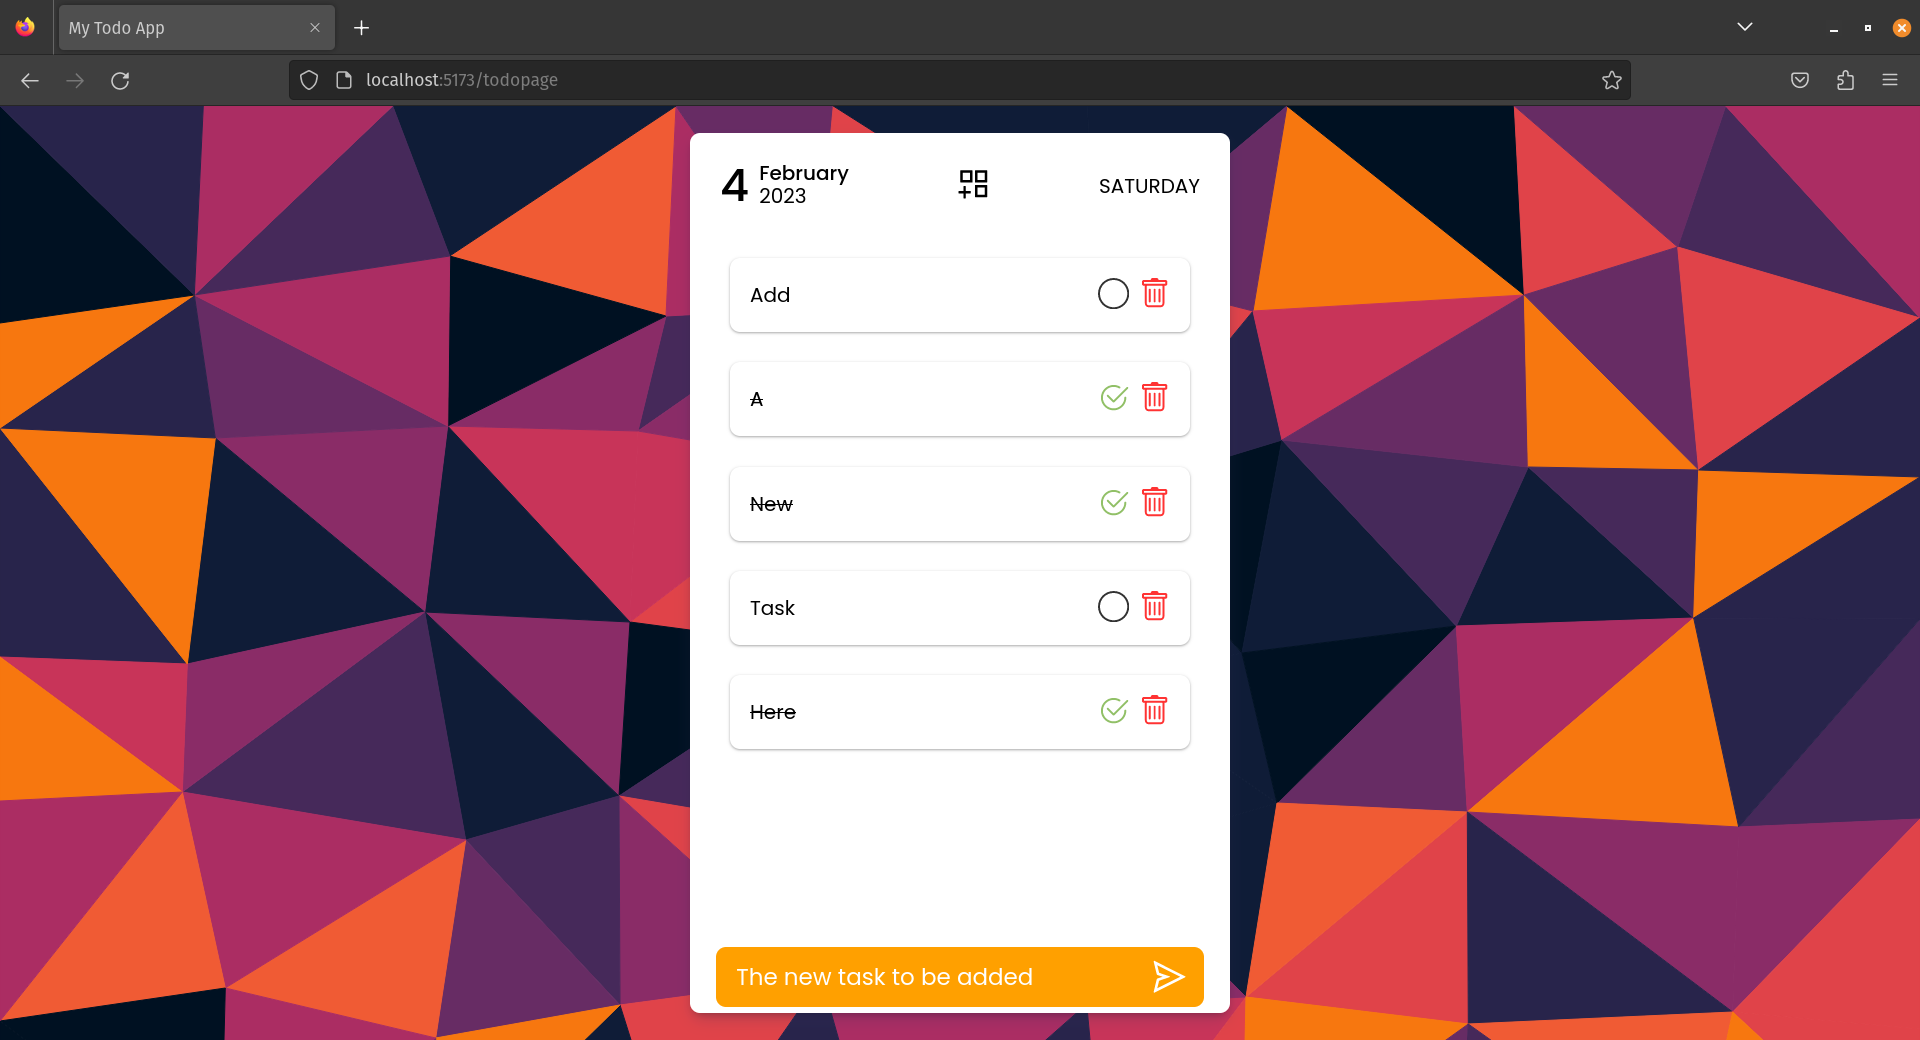 My Todo App
localhost:5173/todopage
4 February
2023
SATURDAY
Add
A
New
Task
Here
The new task to be added